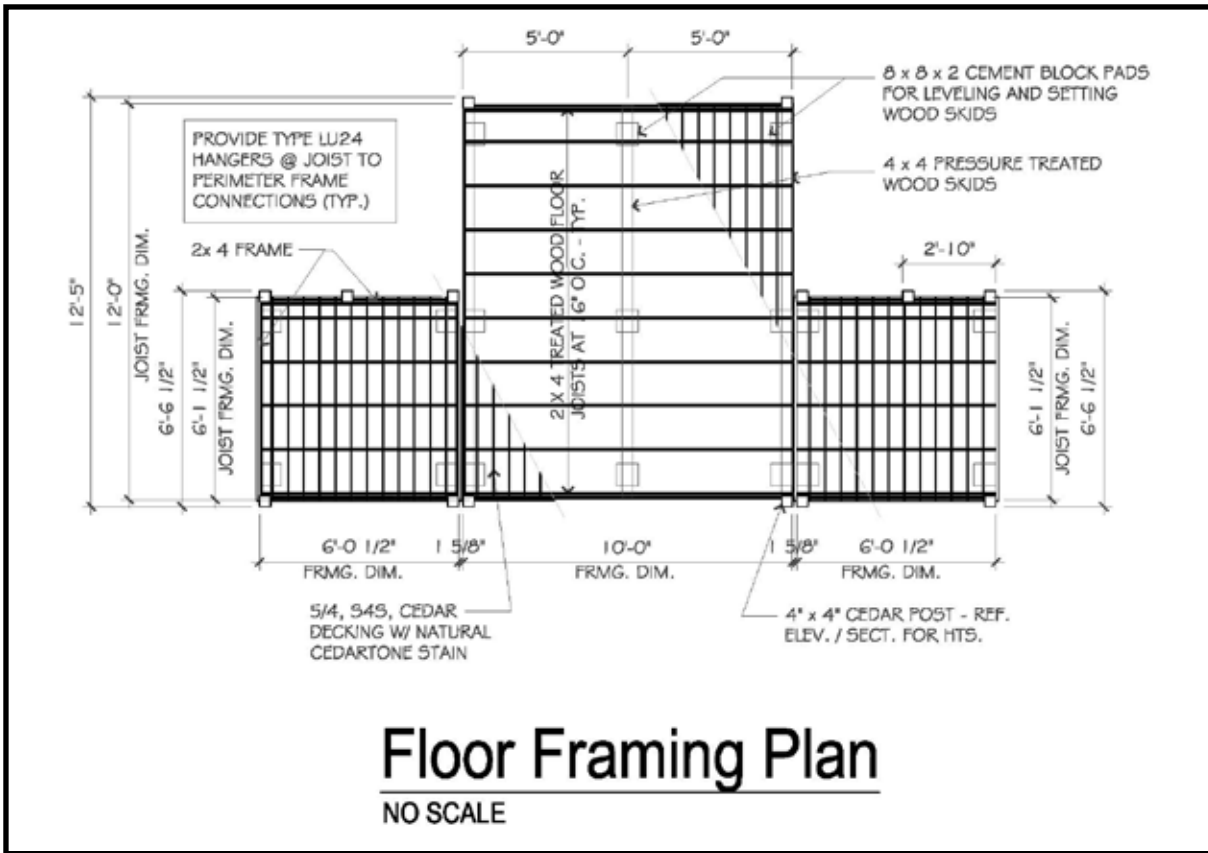 5'-0"
5'-0"
8 x 8 x 2 CEMENT BLOCK PADS
FOR LEVELING AND SETTING
WOOD SKIDS
PROVIDE TYPE LU24
HANGERS @ JOIST TO
PERIMETER FRAME
CONNECTIONS (TYP.)
4 x 4 PRESSURE TREATED
WOOD SKIDS
2x 4 FRAME
2'-10"
12'-5"
12'-0"
JOIST FRMG. DIM.
6'-6 1/2"
6'-1 1/2"
JOIST FRMG. DIM.
2 X 4 TREATED WOOD FLOOR
JOISTS AT 6" O.C. - TYP.
6'-1 1/2"
JOIST FRMG. DIM.
6'-6 1/2"
6'-0 1/2"
FRMG. DIM.
1 5/8"
10'-0"
FRMG. DIM.
1 5/8"
6'-0 1/2"
FRMG. DIM.
5/4, S4S, CEDAR
DECKING W/ NATURAL
CEDARTONE STAIN
4" x 4" CEDAR POST - REF.
ELEV. / SECT. FOR HTS.
Floor Framing Plan
NO SCALE